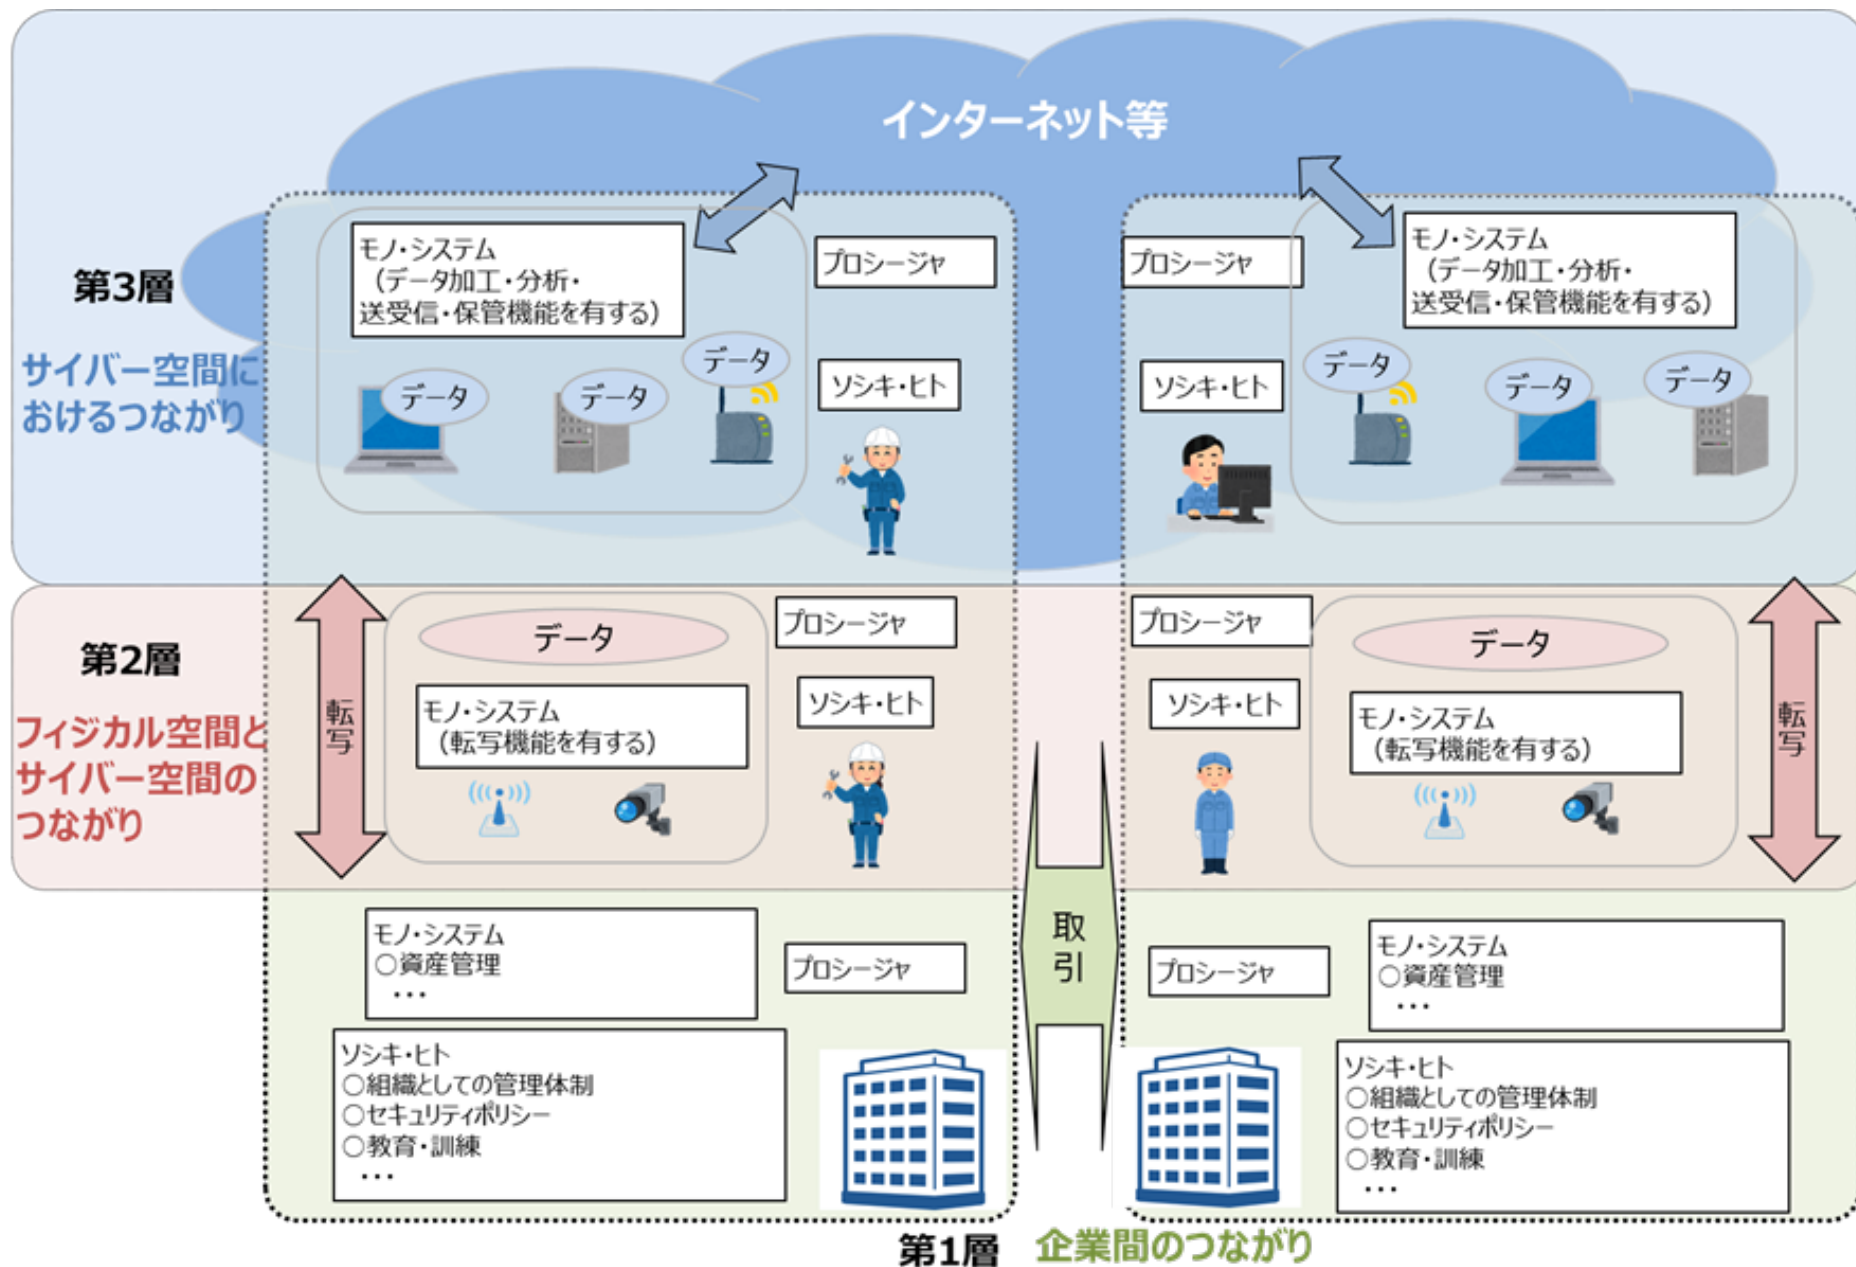 インターネット等
第3層
サイバー空間に
おけるつながり
モノ・システム
（データ加工・分析・
送受信・保管機能を有する）
プロシージャ
データ
データ
データ
ソシキ・ヒト
プロシージャ
モノ・システム
（データ加工・分析・
送受信・保管機能を有する）
ソシキ・ヒト
データ
データ
データ
第2層
フィジカル空間と
サイバー空間の
つながり
転写
データ
モノ・システム
（転写機能を有する）
プロシージャ
ソシキ・ヒト
プロシージャ
ソシキ・ヒト
データ
モノ・システム
（転写機能を有する）
転写
取引
モノ・システム
○資産管理
・・・
プロシージャ
ソシキ・ヒト
○組織としての管理体制
○セキュリティポリシー
○教育・訓練
・・・
プロシージャ
モノ・システム
○資産管理
・・・
ソシキ・ヒト
○組織としての管理体制
○セキュリティポリシー
○教育・訓練
・・・
第1層
企業間のつながり